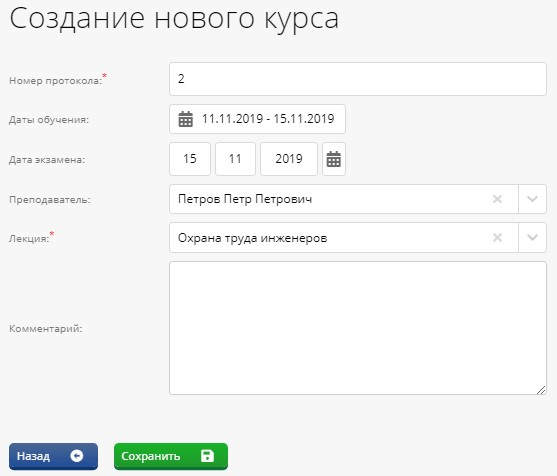 Создание нового курса
Номер протокола:* 2
Даты обучения: 11.11.2019 - 15.11.2019
Дата экзамена: 15 11 2019
Преподаватель: Петров Петр Петрович
Лекция:* Охрана труда инженеров
Комментарий:
Назад Сохранить